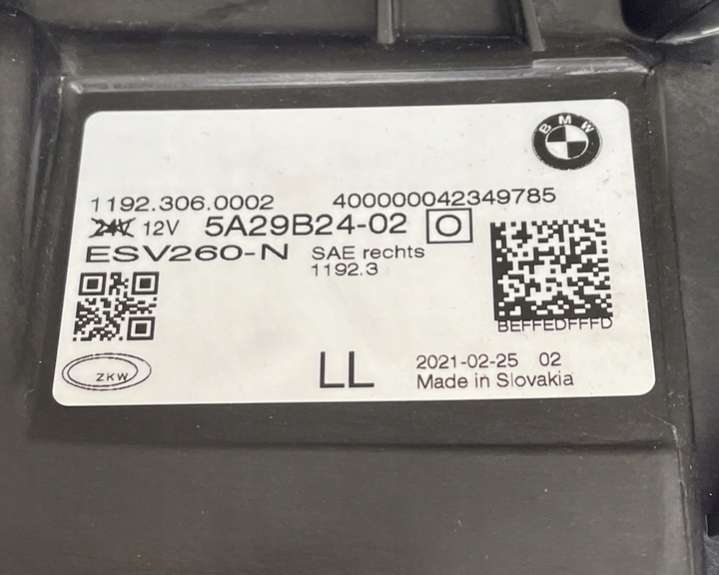 BMW
1192.306.0002 400000042349785
24V 12V 5A29B24-02 O
ESV260-N SAE rechts
1192.3
BEFFEDFFFD
ZKW
LL 2021-02-25 02
Made in Slovakia